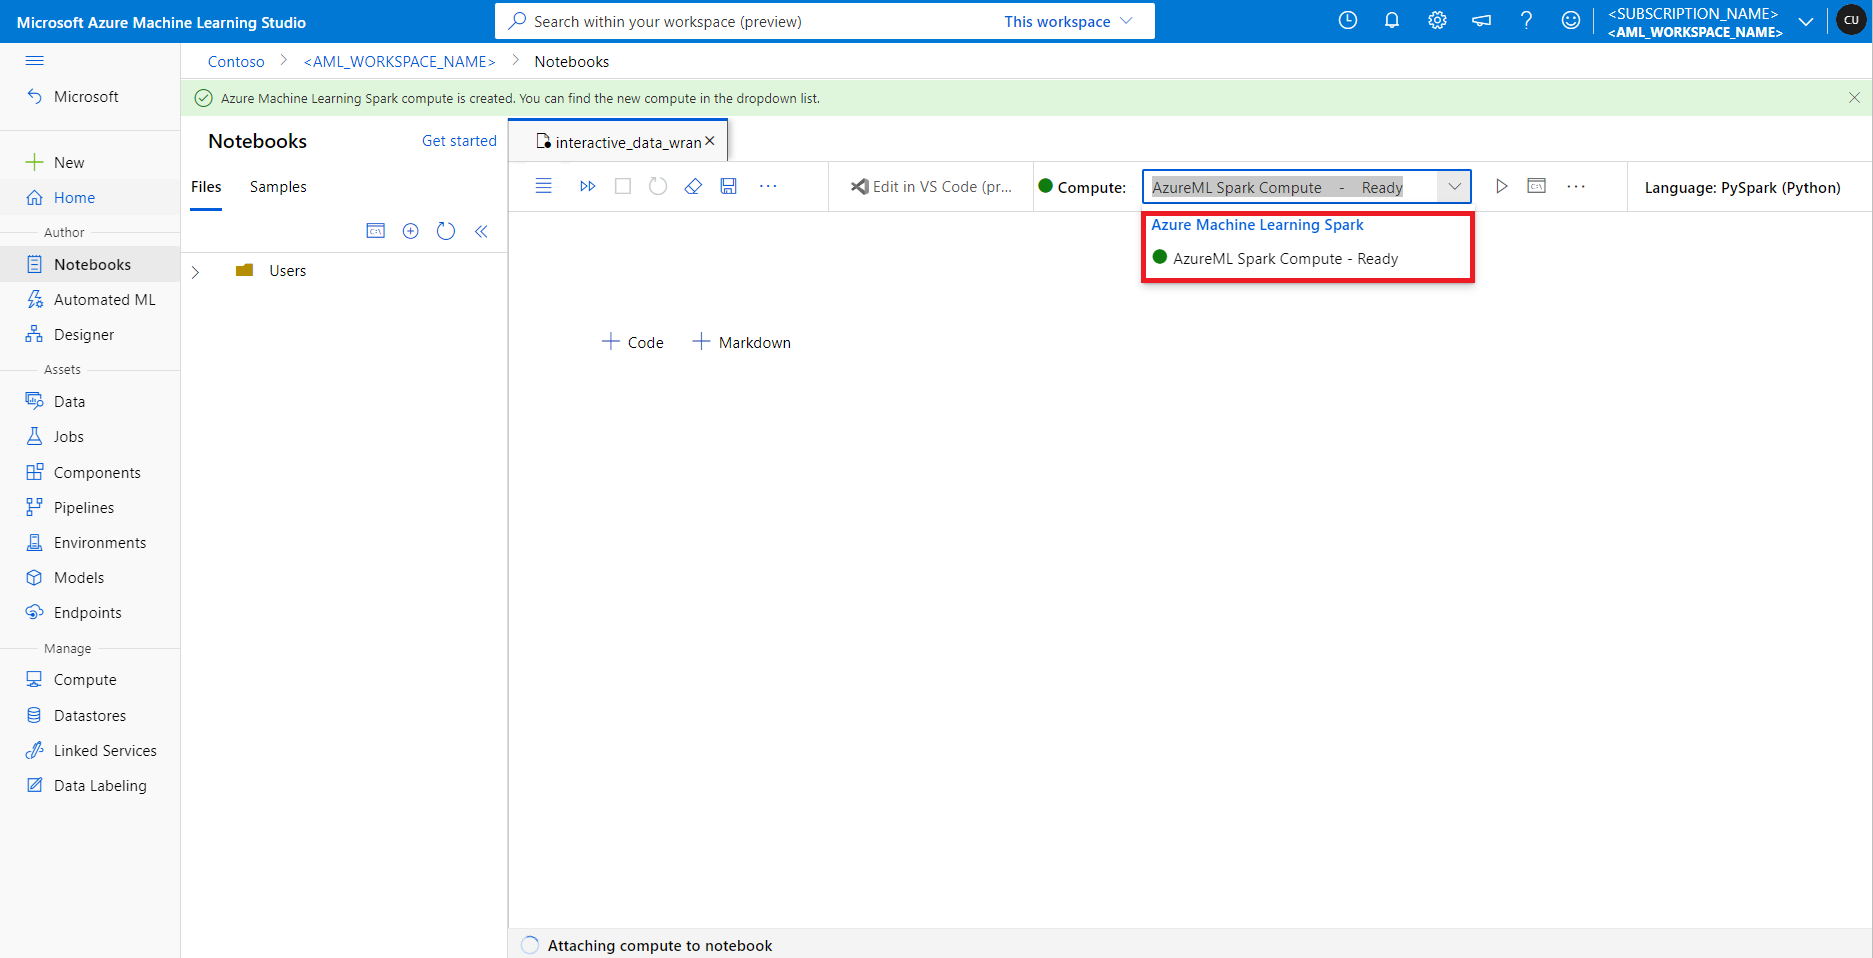 Microsoft Azure Machine Learning Studio
Search within your workspace (preview)
This workspace
<SUBSCRIPTION_NAME>
<AML_WORKSPACE_NAME>
CU
Contoso > <AML_WORKSPACE_NAME> > Notebooks
Microsoft
Azure Machine Learning Spark compute is created. You can find the new compute in the dropdown list.
New
Home
Author
Notebooks
Automated ML
Designer
Assets
Data
Jobs
Components
Pipelines
Environments
Models
Endpoints
Manage
Compute
Datastores
Linked Services
Data Labeling
Notebooks
Get started
Files
Samples
Users
interactive_data_wran
Edit in VS Code (pr...
Compute:
AzureML Spark Compute - Ready
Language: PySpark (Python)
Azure Machine Learning Spark
AzureML Spark Compute - Ready
Code
Markdown
Attaching compute to notebook